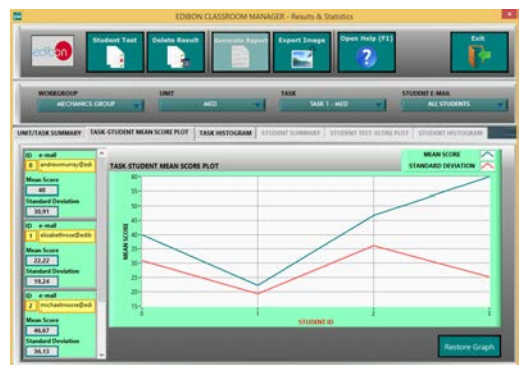 EDIBON CLASSROOM MANAGER - Results & Statistics
edibon
Student Test
Delete Result
Generate Report
Export Image
Open Help (F1)
Exit
WORKGROUP
UNIT
TASK
STUDENT E-MAIL
MECHANICS GROUP
MED
TASK 1 - MED
ALL STUDENTS
UNIT/TASK SUMMARY
TASK-STUDENT MEAN SCORE PLOT
TASK HISTOGRAM
STUDENT SUMMARY
STUDENT TEST-SCORE PLOT
STUDENT HISTOGRAM
ID e-mail
0
Mean Score
40
Standard Deviation
30,91
ID e-mail
1
Mean Score
22,22
Standard Deviation
19,24
ID e-mail
2 michaelmoore@edi
Mean Score
46,67
Standard Deviation
36,13
TASK-STUDENT MEAN SCORE PLOT
MEAN SCORE
STANDARD DEVIATION
MEAN SCORE
60
55
50
45
40
35
30
25
20
15
0
1
2
3
STUDENT ID
Restore Graph